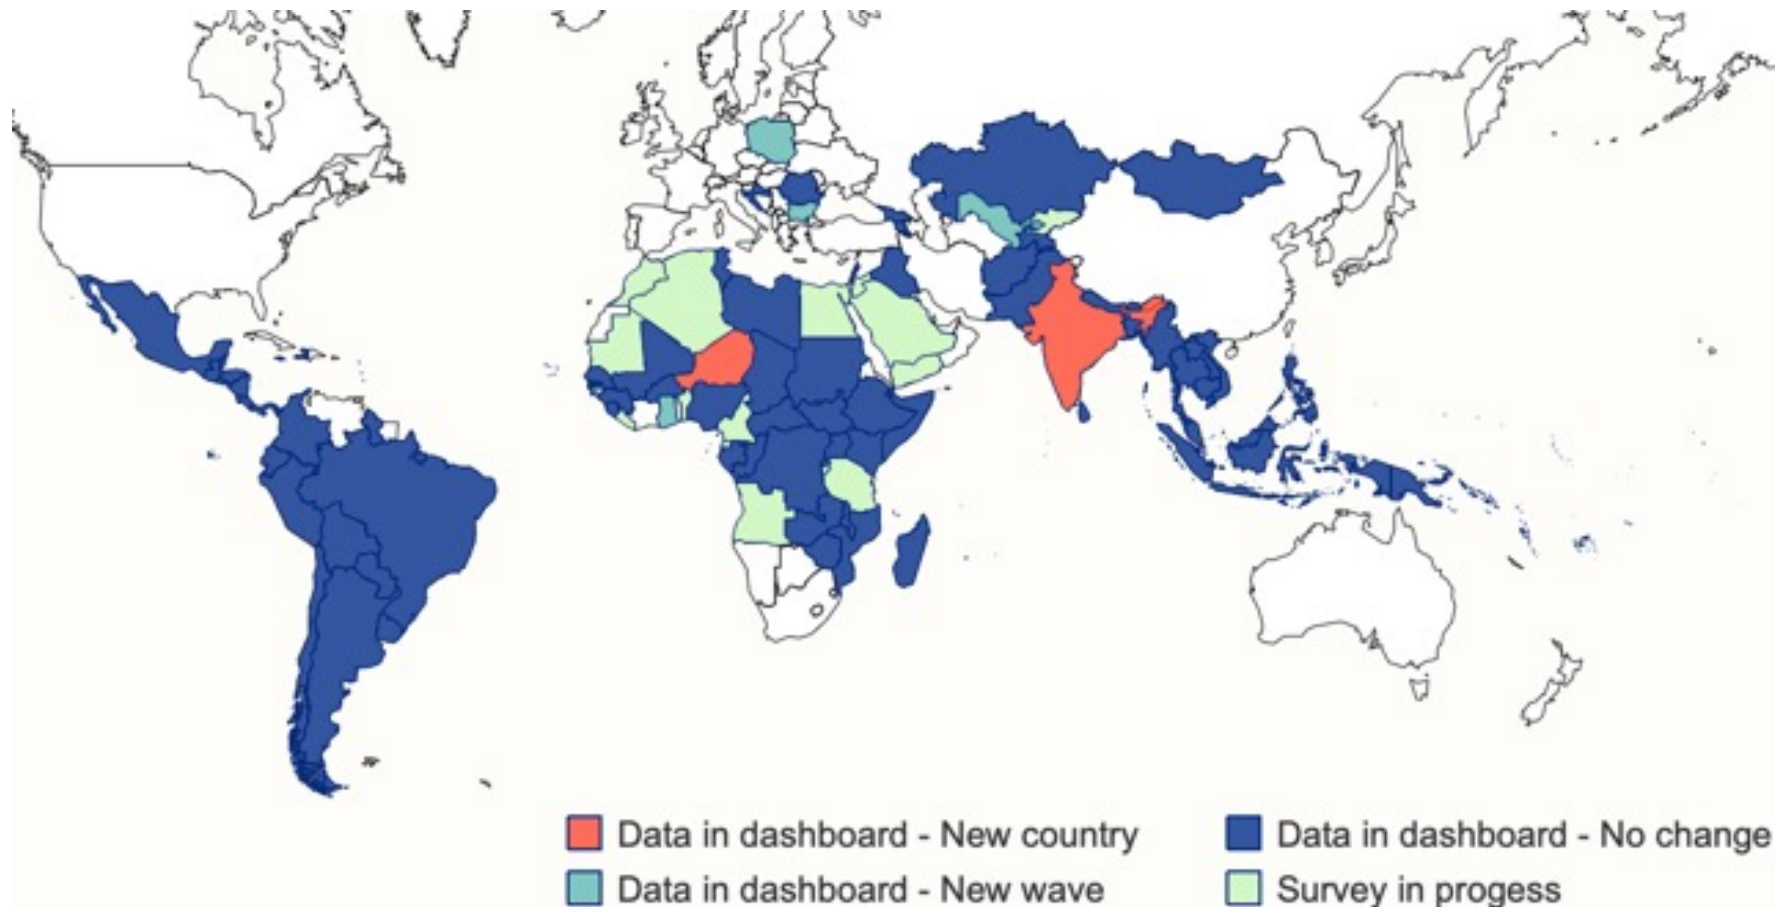 Data in dashboard - New country
Data in dashboard - No change
Data in dashboard - New wave
Survey in progess